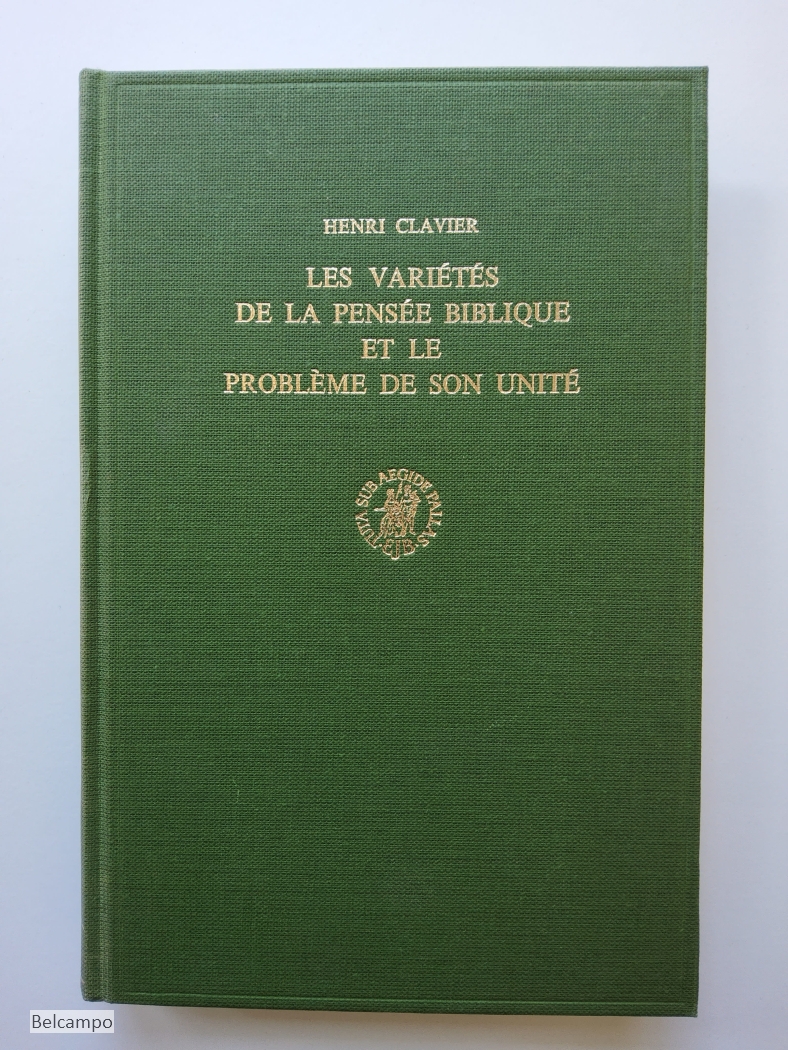 HENRI CLAVIER
LES VARIÉTÉS
DE LA PENSÉE BIBLIQUE
ET LE
PROBLÈME DE SON UNITÉ
TUTA SUB AEGIDE PALLAS
· EJB ·
Belcampo